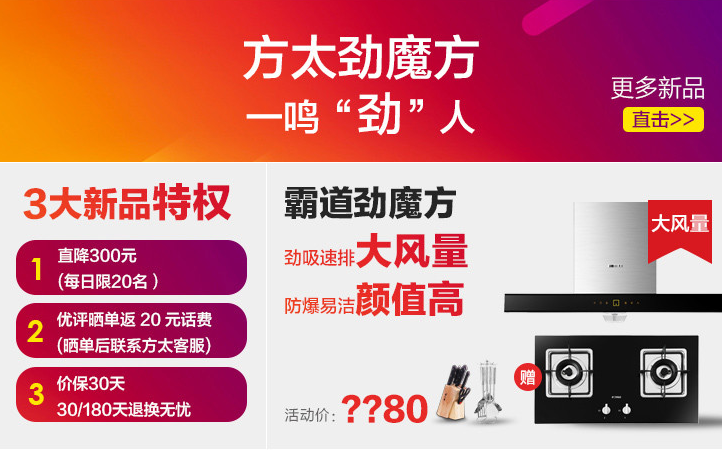 方太劲魔方
一鸣“劲”人
更多新品
直击>>
3大新品特权
1
直降300元
(每日限20名)
2
优评晒单返 20 元话费
(晒单后联系方太客服)
3
价保30天
30/180天退换无忧
霸道劲魔方
劲吸速排大风量
防爆易洁颜值高
活动价: ??80
大风量
赠